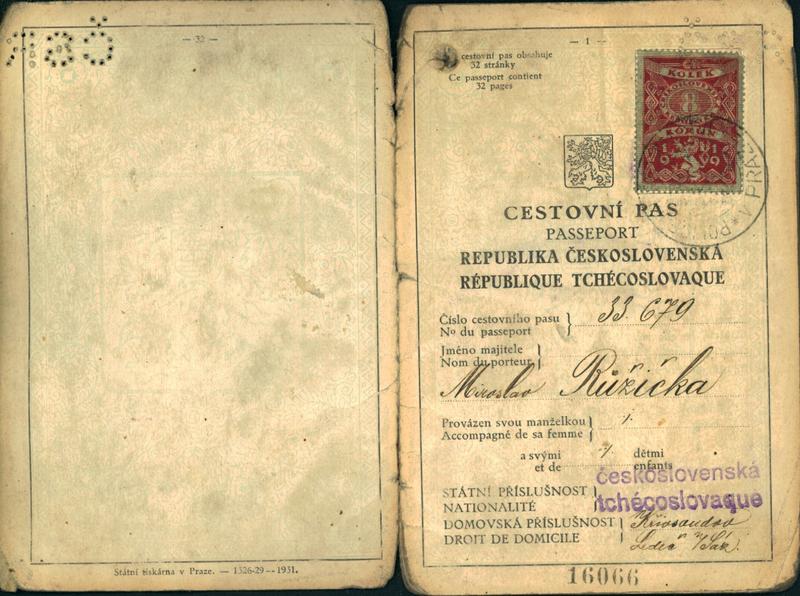 — 32 —
Státní tiskárna v Praze. — 1326-29 — 1931.
— 1 —
cestovní pas obsahuje
32 stránky
Ce passeport contient
32 pages
KOLEK
8
KORUN
1919
V PRAZE
CESTOVNÍ PAS
PASSEPORT
REPUBLIKA ČESKOSLOVENSKÁ
RÉPUBLIQUE TCHÉCOSLOVAQUE
Číslo cestovního pasu } 33.679
No du passeport
Jméno majitele }
Nom du porteur
Miroslav Růžička
Provázen svou manželkou }
Accompagné de sa femme
a svými dětmi
et de enfants
STÁTNÍ PŘÍSLUŠNOST } československá
NATIONALITÉ tchécoslovaque
DOMOVSKÁ PŘÍSLUŠNOST }
DROIT DE DOMICILE
16066